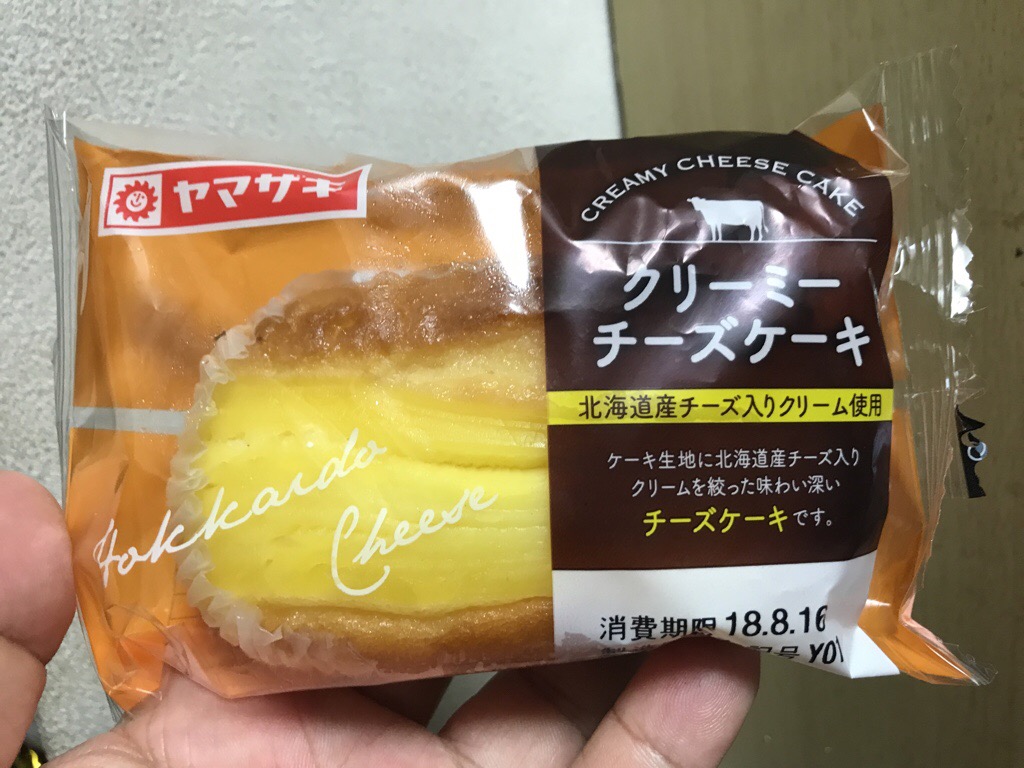 ヤマザキ
CREAMY CHEESE CAKE
クリーミー
チーズケーキ
北海道産チーズ入りクリーム使用
ケーキ生地に北海道産チーズ入り
クリームを絞った味わい深い
チーズケーキです。
Hokkaido
Cheese
消費期限 18.8.16
記号 YO1